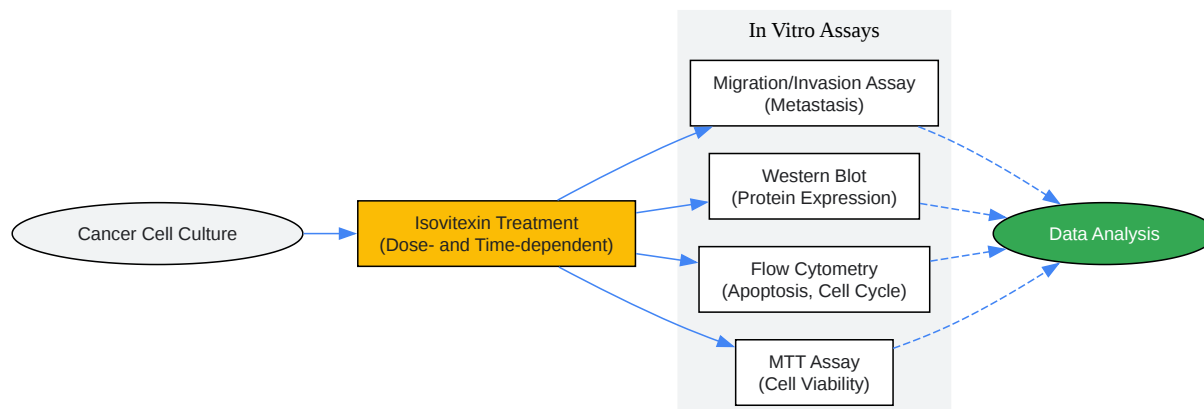 In Vitro Assays
Migration/Invasion Assay
(Metastasis)
Western Blot
(Protein Expression)
Isovitexin Treatment
(Dose- and Time-dependent)
Cancer Cell Culture
Data Analysis
Flow Cytometry
(Apoptosis, Cell Cycle)
MTT Assay
(Cell Viability)